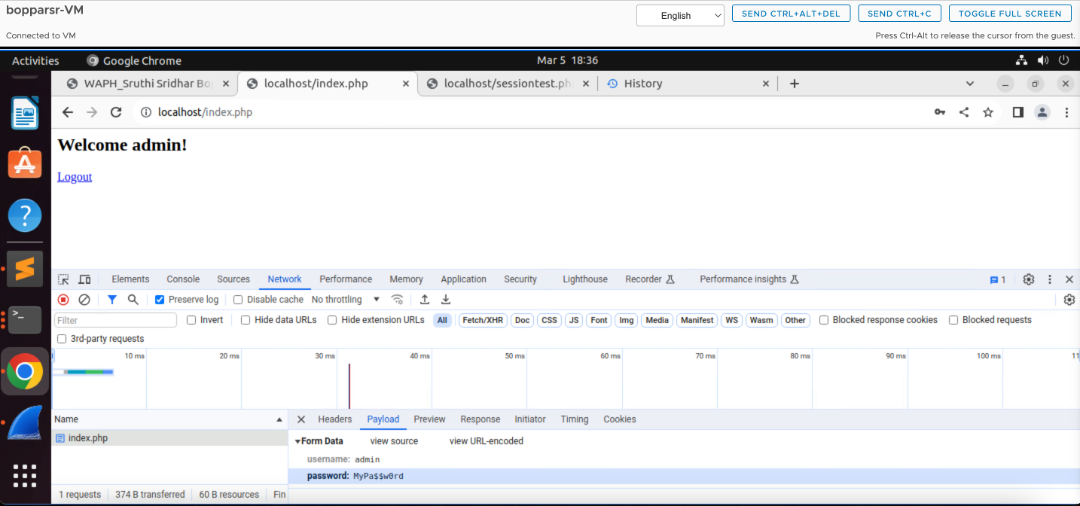 bopparsr-VM
English
SEND CTRL+ALT+DEL
SEND CTRL+C
TOGGLE FULL SCREEN
Connected to VM
Press Ctrl-Alt to release the cursor from the guest.
Activities
Google Chrome
Mar 5 18:36
WAPH_Sruthi Sridhar Bo
localhost/index.php
localhost/sessiontest.ph
History
localhost/index.php
Welcome admin!
Logout
Elements Console Sources Network Performance Memory Application Security Lighthouse Recorder Performance insights 1
Preserve log Disable cache No throttling
Filter Invert Hide data URLs Hide extension URLs All Fetch/XHR Doc CSS JS Font Img Media Manifest WS Wasm Other Blocked response cookies Blocked requests
3rd-party requests
10 ms 20 ms 30 ms 40 ms 50 ms 60 ms 70 ms 80 ms 90 ms 100 ms 11
Name
Headers Payload Preview Response Initiator Timing Cookies
index.php
Form Data view source view URL-encoded
username: admin
password: MyPa$$w0rd
1 requests 374 B transferred 60 B resources Fin